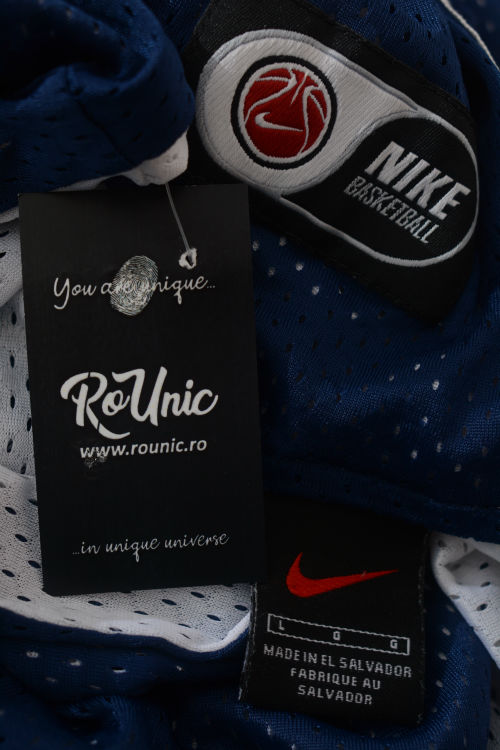 NIKE
BASKETBALL
You are unique...
RoUnic
www.rounic.ro
...in unique universe
L G G
MADE IN EL SALVADOR
FABRIQUE AU
SALVADOR